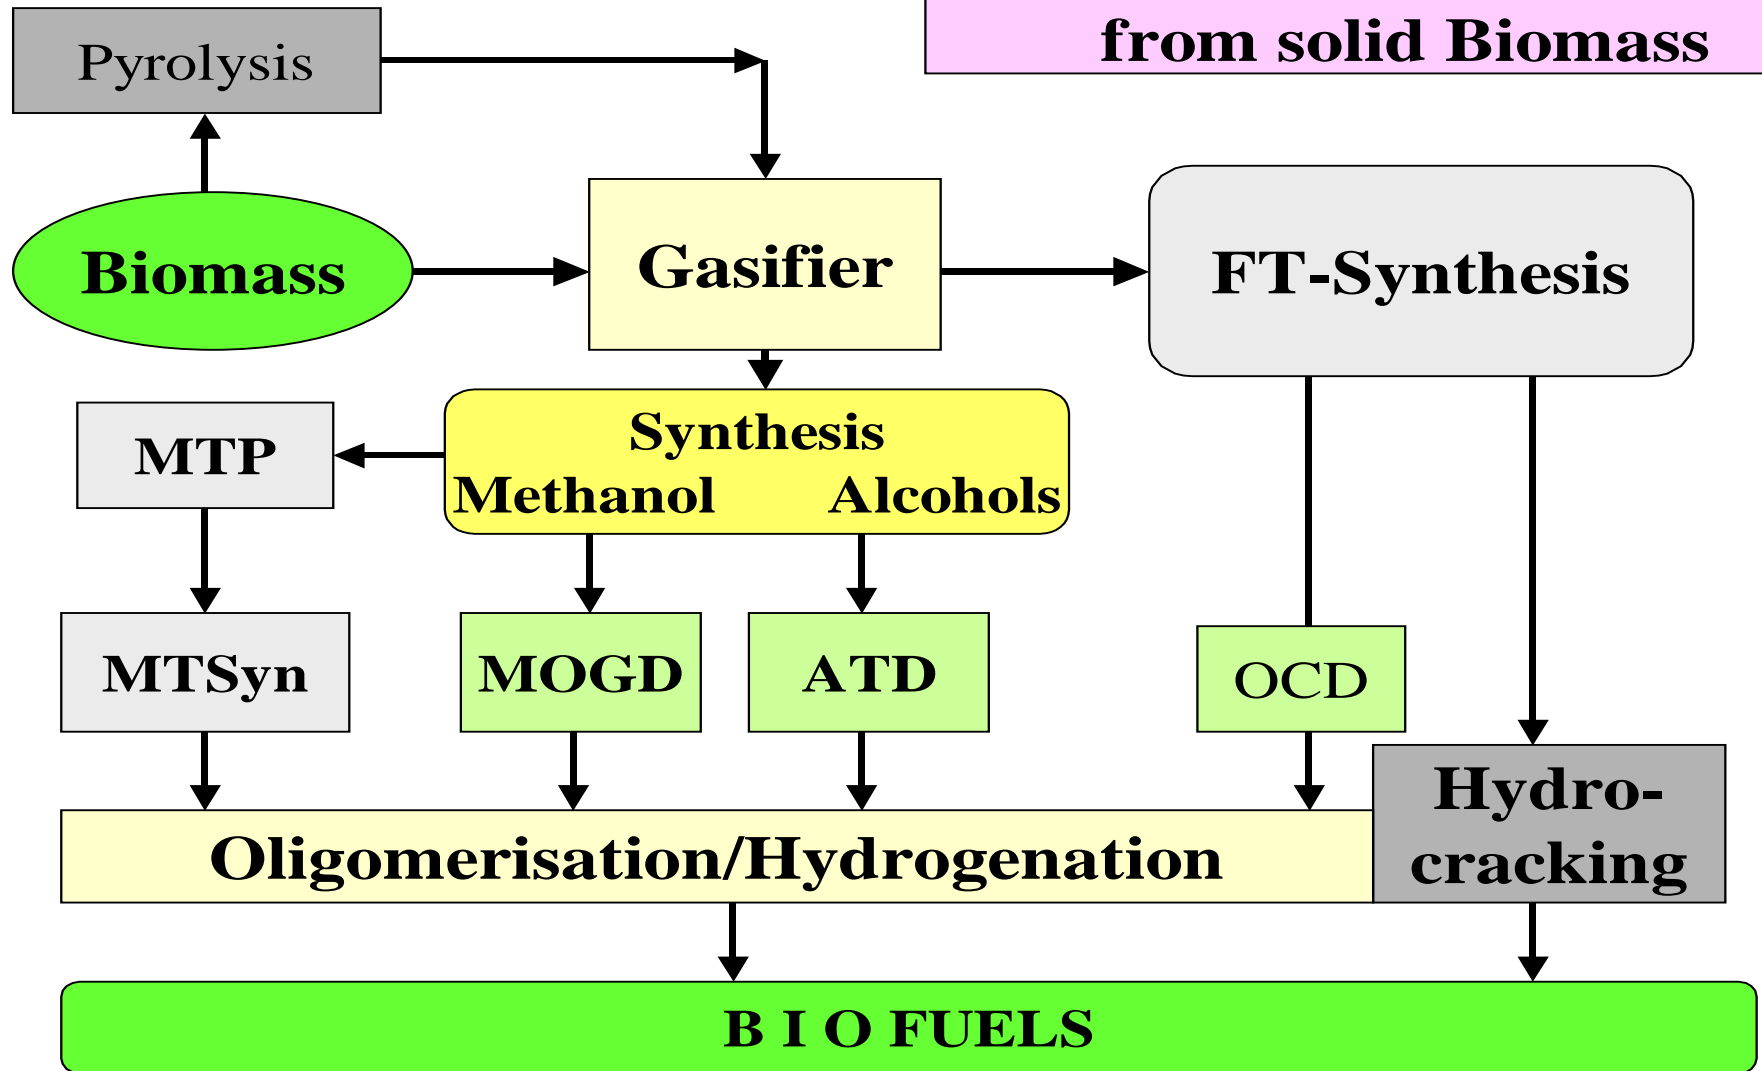 from solid Biomass
Pyrolysis
Biomass
Gasifier
FT-Synthesis
Synthesis
Methanol Alcohols
MTP
MTSyn
MOGD
ATD
OCD
Oligomerisation/Hydrogenation
Hydro-
cracking
B I O FUELS